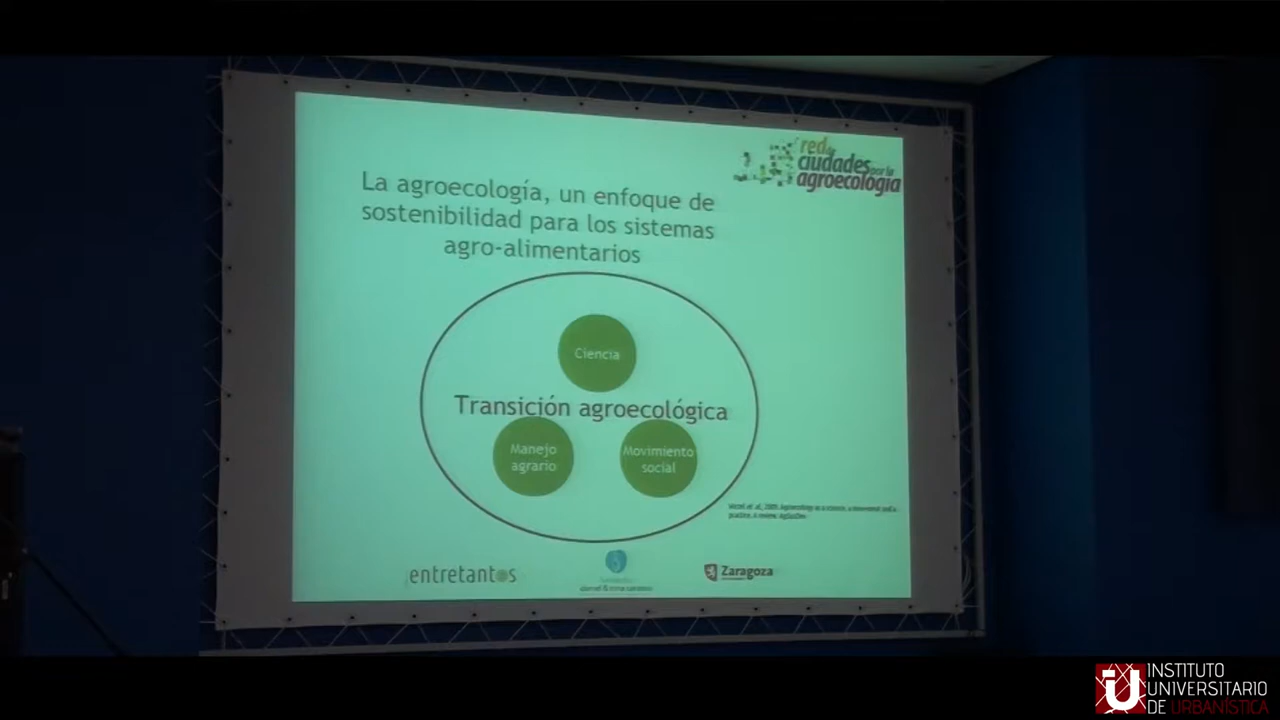 red de
ciudades por la
agroecología
La agroecología, un enfoque de
sostenibilidad para los sistemas
agro-alimentarios
Ciencia
Transición agroecológica
Manejo
agrario
Movimiento
social
entretantos
Zaragoza
INSTITUTO
UNIVERSITARIO
DE URBANÍSTICA